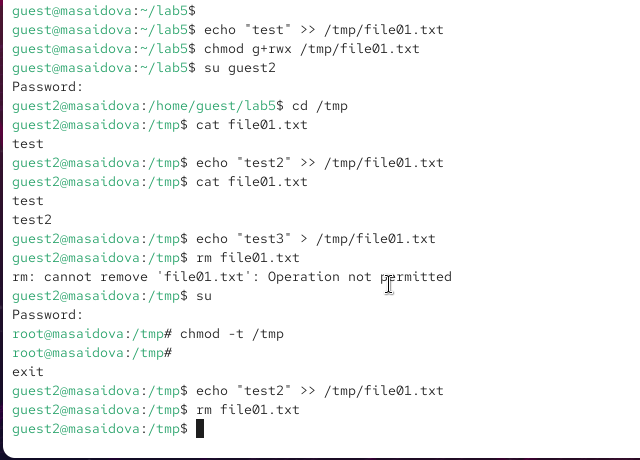 guest@masaidova:~/lab5$
guest@masaidova:~/lab5$ echo "test" >> /tmp/file01.txt
guest@masaidova:~/lab5$ chmod g+rwx /tmp/file01.txt
guest@masaidova:~/lab5$ su guest2
Password:
guest2@masaidova:/home/guest/lab5$ cd /tmp
guest2@masaidova:/tmp$ cat file01.txt
test
guest2@masaidova:/tmp$ echo "test2" >> /tmp/file01.txt
guest2@masaidova:/tmp$ cat file01.txt
test
test2
guest2@masaidova:/tmp$ echo "test3" > /tmp/file01.txt
guest2@masaidova:/tmp$ rm file01.txt
rm: cannot remove 'file01.txt': Operation not permitted
guest2@masaidova:/tmp$ su
Password:
root@masaidova:/tmp# chmod -t /tmp
root@masaidova:/tmp#
exit
guest2@masaidova:/tmp$ echo "test2" >> /tmp/file01.txt
guest2@masaidova:/tmp$ rm file01.txt
guest2@masaidova:/tmp$